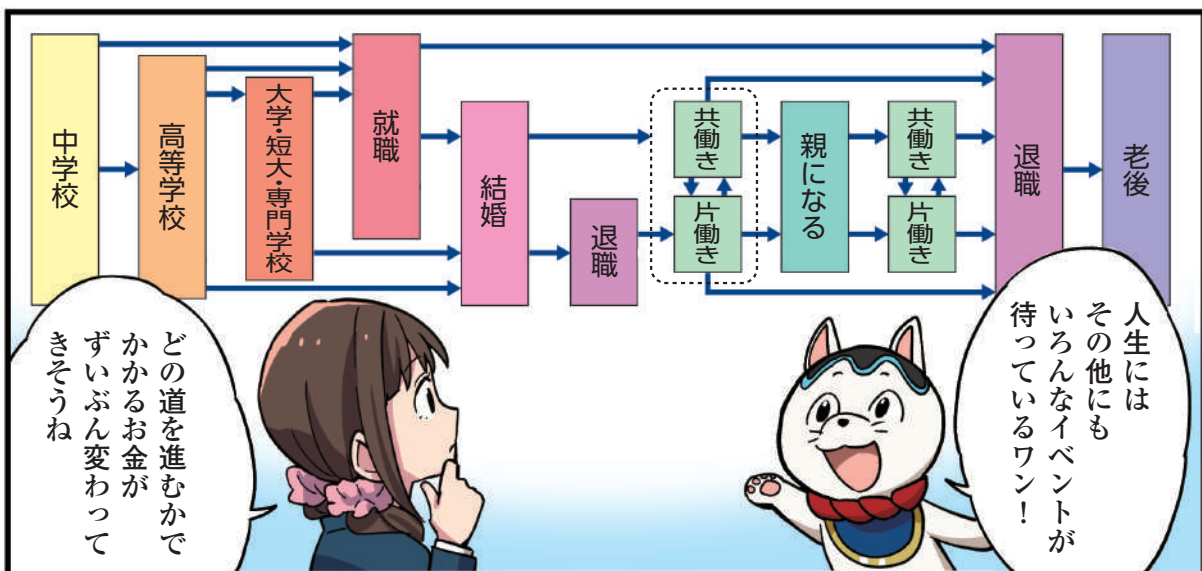 中学校
高等学校
大学・短大・専門学校
就職
結婚
退職
共働き
片働き
親になる
共働き
片働き
退職
老後
人生には
その他にも
いろんなイベントが
待っているワン！
どの道を進むかで
かかるお金が
ずいぶん変わって
きそうね